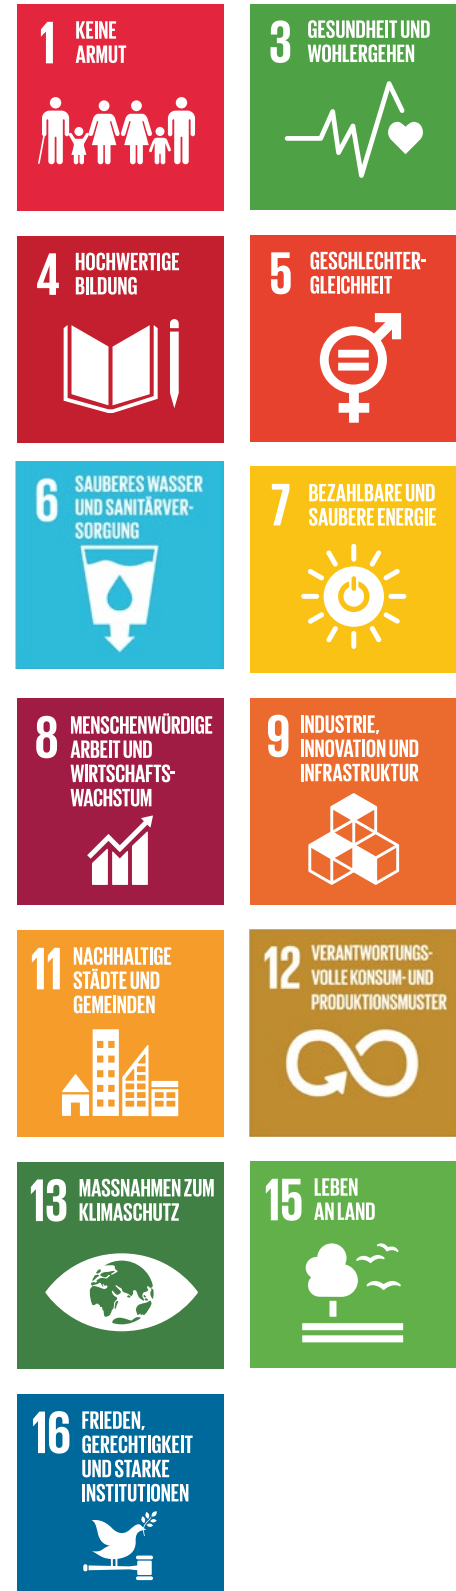 1 KEINE
ARMUT
3 GESUNDHEIT UND
WOHLERGEHEN
4 HOCHWERTIGE
BILDUNG
5 GESCHLECHTER-
GLEICHHEIT
6 SAUBERES WASSER
UND SANITÄRVER-
SORGUNG
7 BEZAHLBARE UND
SAUBERE ENERGIE
8 MENSCHENWÜRDIGE
ARBEIT UND
WIRTSCHAFTS-
WACHSTUM
9 INDUSTRIE,
INNOVATION UND
INFRASTRUKTUR
11 NACHHALTIGE
STÄDTE UND
GEMEINDEN
12 VERANTWORTUNGS-
VOLLE KONSUM- UND
PRODUKTIONSMUSTER
13 MASSNAHMEN ZUM
KLIMASCHUTZ
15 LEBEN
AN LAND
16 FRIEDEN,
GERECHTIGKEIT
UND STARKE
INSTITUTIONEN